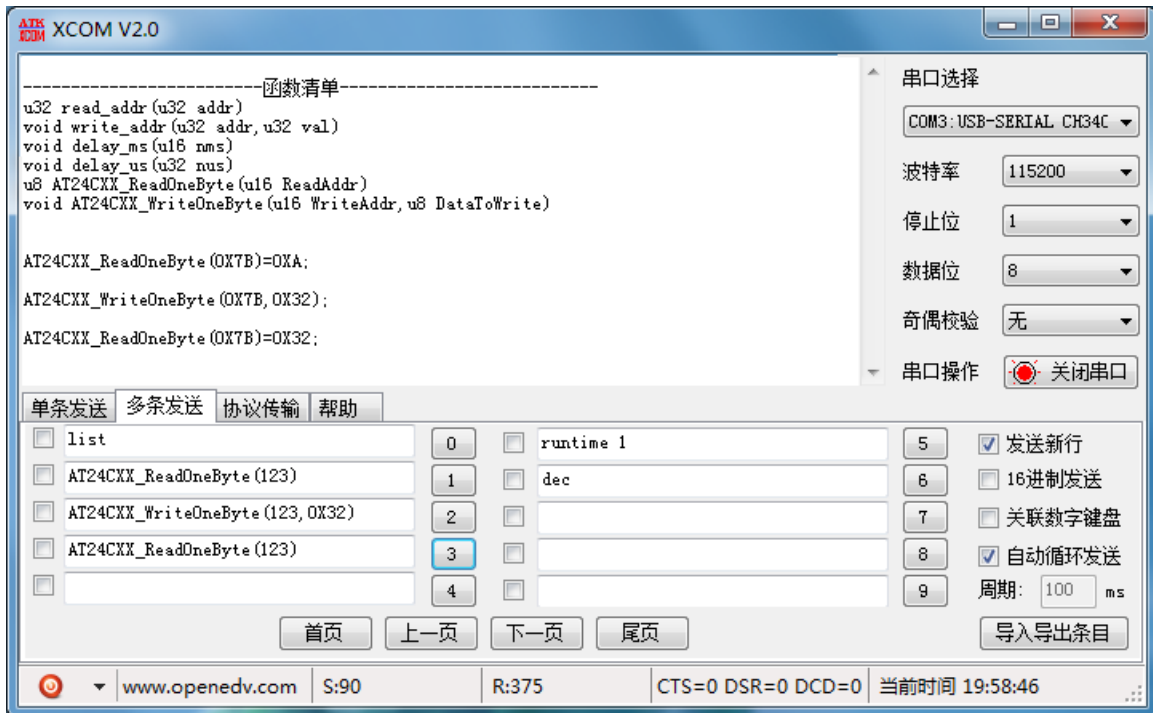 ATK XCOM XCOM V2.0
-------------------------函数清单---------------------------
u32 read_addr(u32 addr)
void write_addr(u32 addr,u32 val)
void delay_ms(u16 nms)
void delay_us(u32 nus)
u8 AT24CXX_ReadOneByte(u16 ReadAddr)
void AT24CXX_WriteOneByte(u16 WriteAddr,u8 DataToWrite)
AT24CXX_ReadOneByte(0X7B)=0XA;
AT24CXX_WriteOneByte(0X7B,0X32);
AT24CXX_ReadOneByte(0X7B)=0X32;
串口选择
COM3:USB-SERIAL CH34C
波特率 115200
停止位 1
数据位 8
奇偶校验 无
串口操作 关闭串口
单条发送 多条发送 协议传输 帮助
list 0 runtime 1 5 发送新行
AT24CXX_ReadOneByte(123) 1 dec 6 16进制发送
AT24CXX_WriteOneByte(123,0X32) 2 7 关联数字键盘
AT24CXX_ReadOneByte(123) 3 8 自动循环发送
4 9 周期: 100 ms
首页 上一页 下一页 尾页 导入导出条目
www.openedv.com S:90 R:375 CTS=0 DSR=0 DCD=0 当前时间 19:58:46